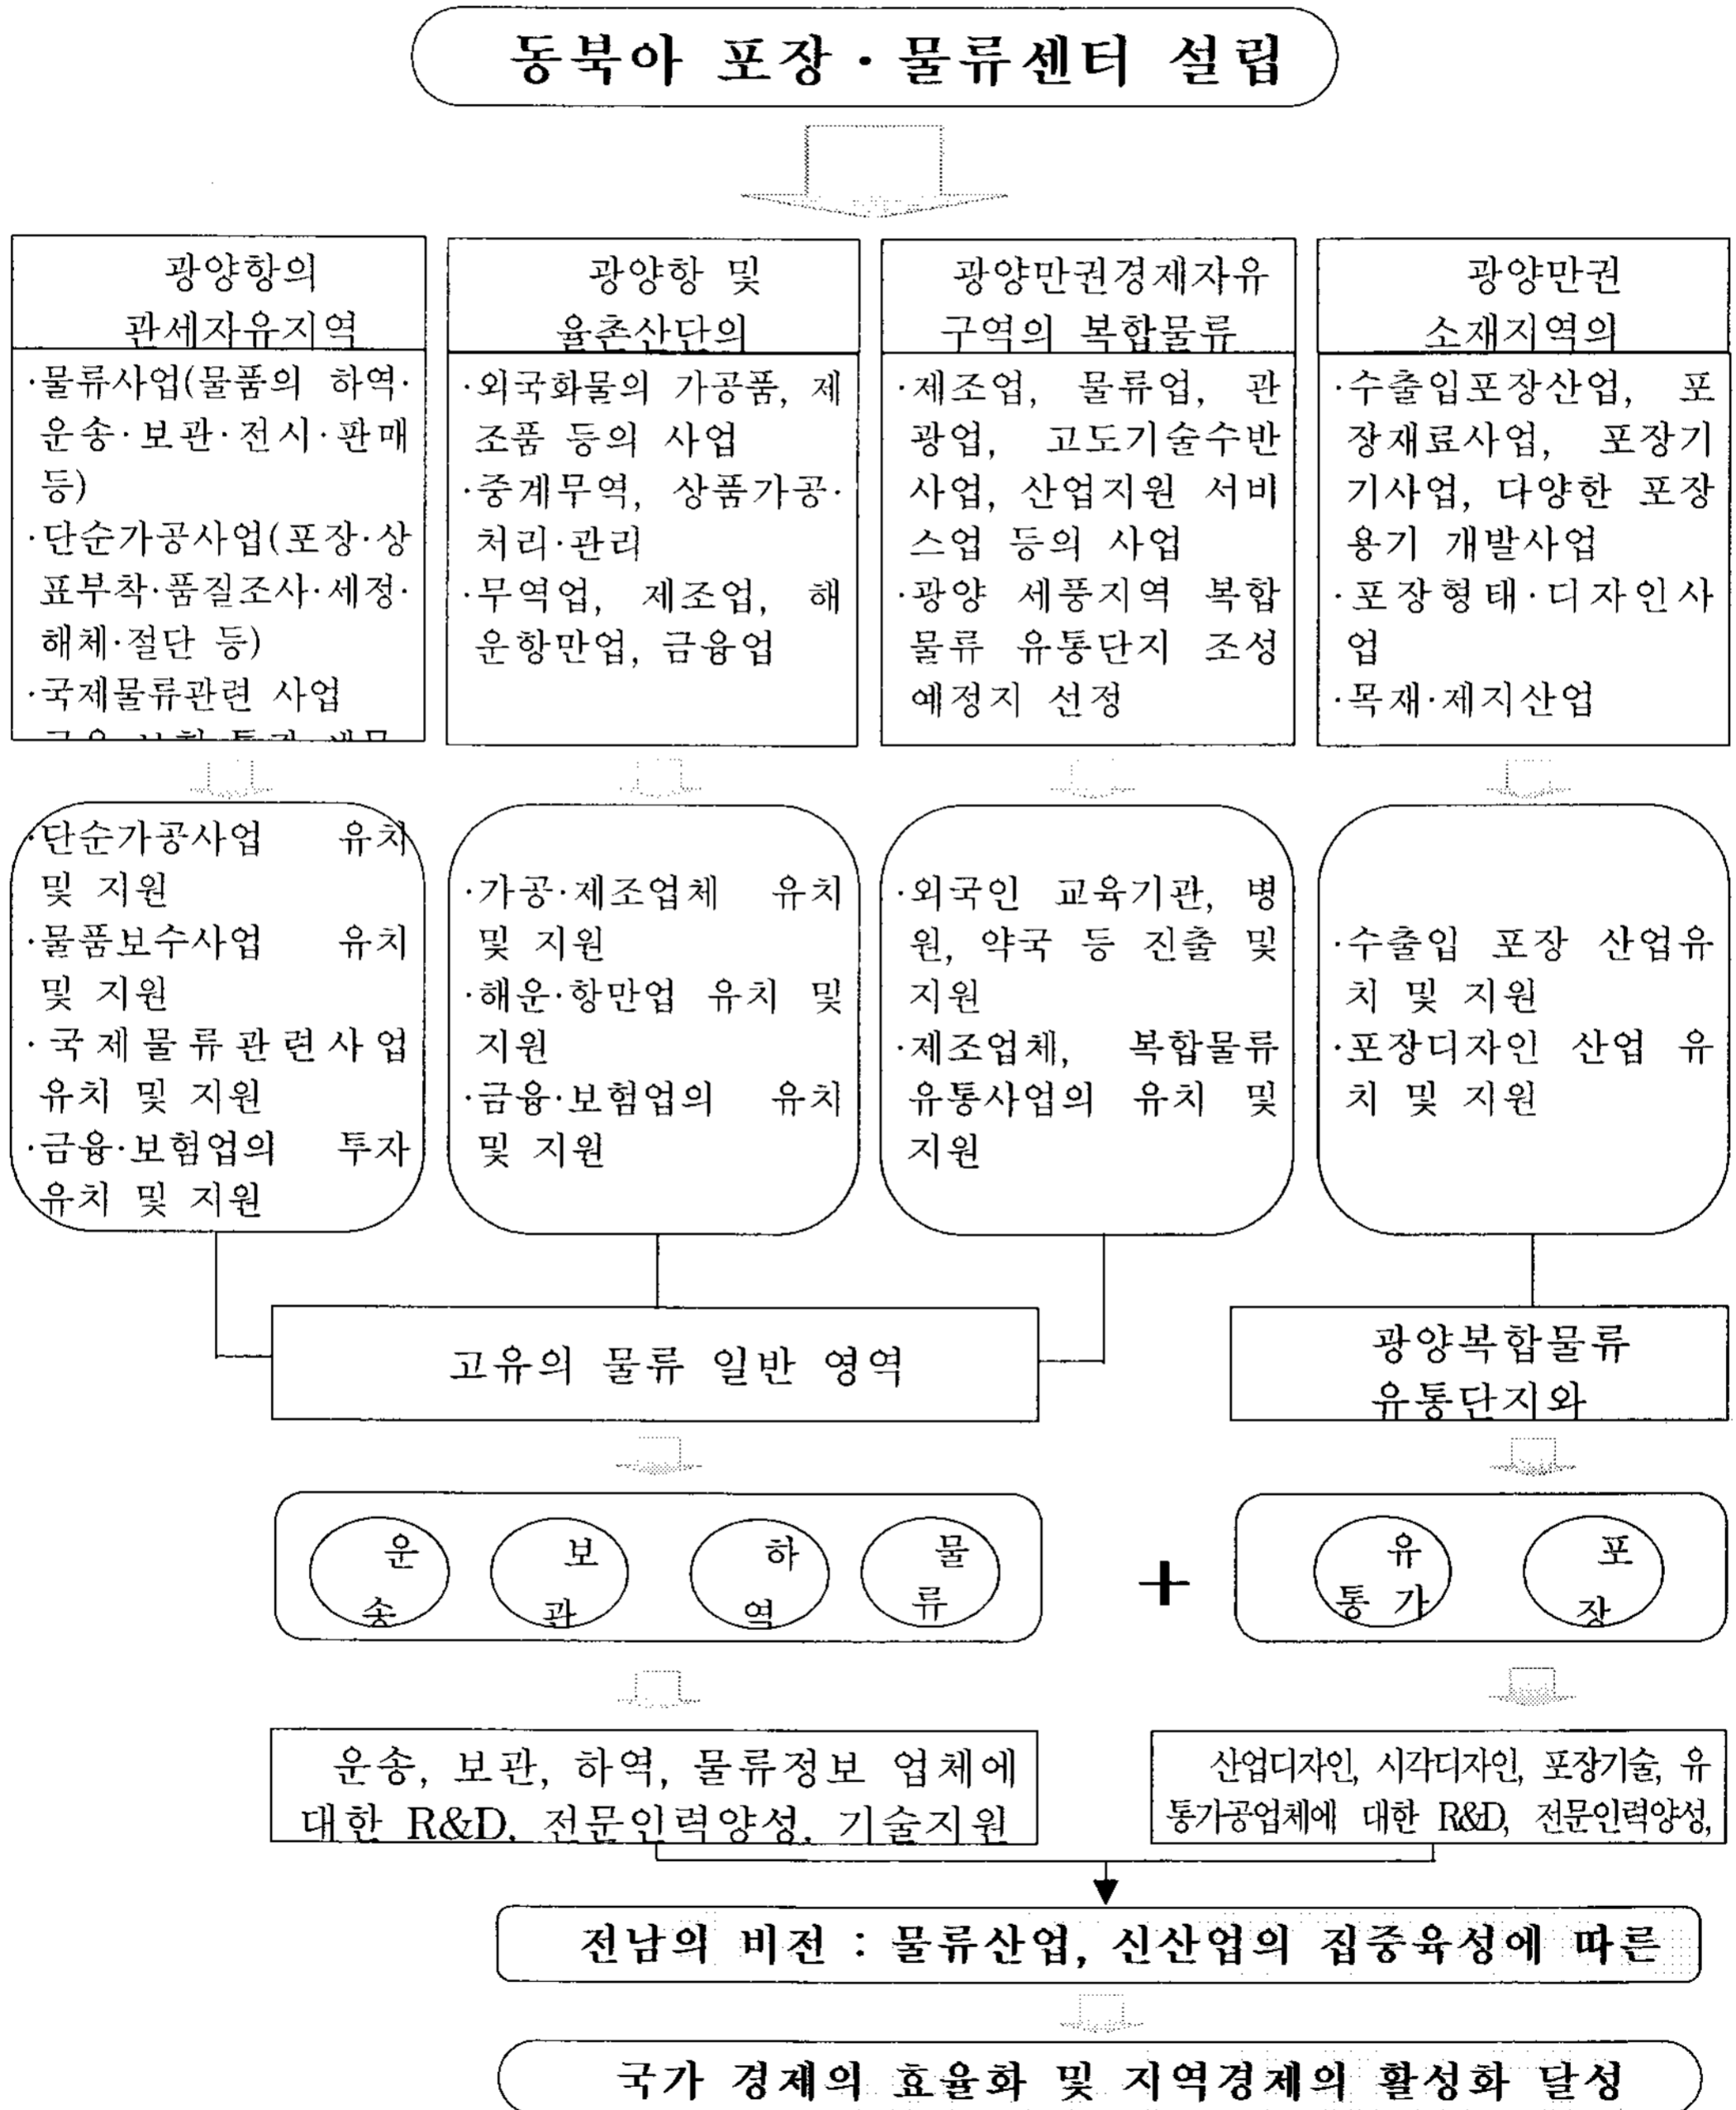 동북아 포장·물류센터 설립
광양항의
관세자유지역
·물류사업(물품의 하역·
운송·보관·전시·판매
등)
·단순가공사업(포장·상
표부착·품질조사·세정·
해체·절단 등)
·국제물류관련 사업
광양항 및
율촌산단의
·외국화물의 가공품, 제
조품 등의 사업
·중계무역, 상품가공·
처리·관리
·무역업, 제조업, 해
운항만업, 금융업
광양만권경제자유
구역의 복합물류
·제조업, 물류업, 관
광업, 고도기술수반
사업, 산업지원 서비
스업 등의 사업
·광양 세풍지역 복합
물류 유통단지 조성
예정지 선정
광양만권
소재지역의
·수출입포장산업, 포
장재료사업, 포장기
기사업, 다양한 포장
용기 개발사업
·포장형태·디자인사
업
·목재·제지산업
·단순가공사업 유치
및 지원
·물품보수사업 유치
및 지원
·국제물류관련사업
유치 및 지원
·금융·보험업의 투자
유치 및 지원
·가공·제조업체 유치
및 지원
·해운·항만업 유치 및
지원
·금융·보험업의 유치
및 지원
·외국인 교육기관, 병
원, 약국 등 진출 및
지원
·제조업체, 복합물류
유통사업의 유치 및
지원
·수출입 포장 산업유
치 및 지원
·포장디자인 산업 유
치 및 지원
고유의 물류 일반 영역
광양복합물류
유통단지와
운
송
보
관
하
역
물
류
+
유
통 가
포
장
운송, 보관, 하역, 물류정보 업체에
대한 R&D, 전문인력양성, 기술지원
산업디자인, 시각디자인, 포장기술, 유
통가공업체에 대한 R&D, 전문인력양성,
전남의 비전 : 물류산업, 신산업의 집중육성에 따른
국가 경제의 효율화 및 지역경제의 활성화 달성